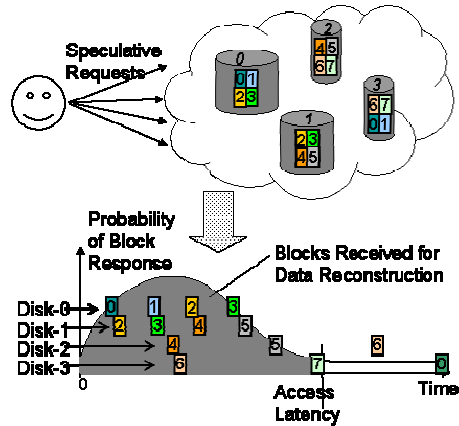 Speculative
Requests
0
0 1
2 3
2
4 5
6 7
3
6 7
0 1
1
2 3
4 5
Probability
of Block
Response
Blocks Received for
Data Reconstruction
Disk-0 0 1 2 3
Disk-1 2 3 4 5
Disk-2 4 5 6
Disk-3 6 7 0
0
Access
Latency
Time